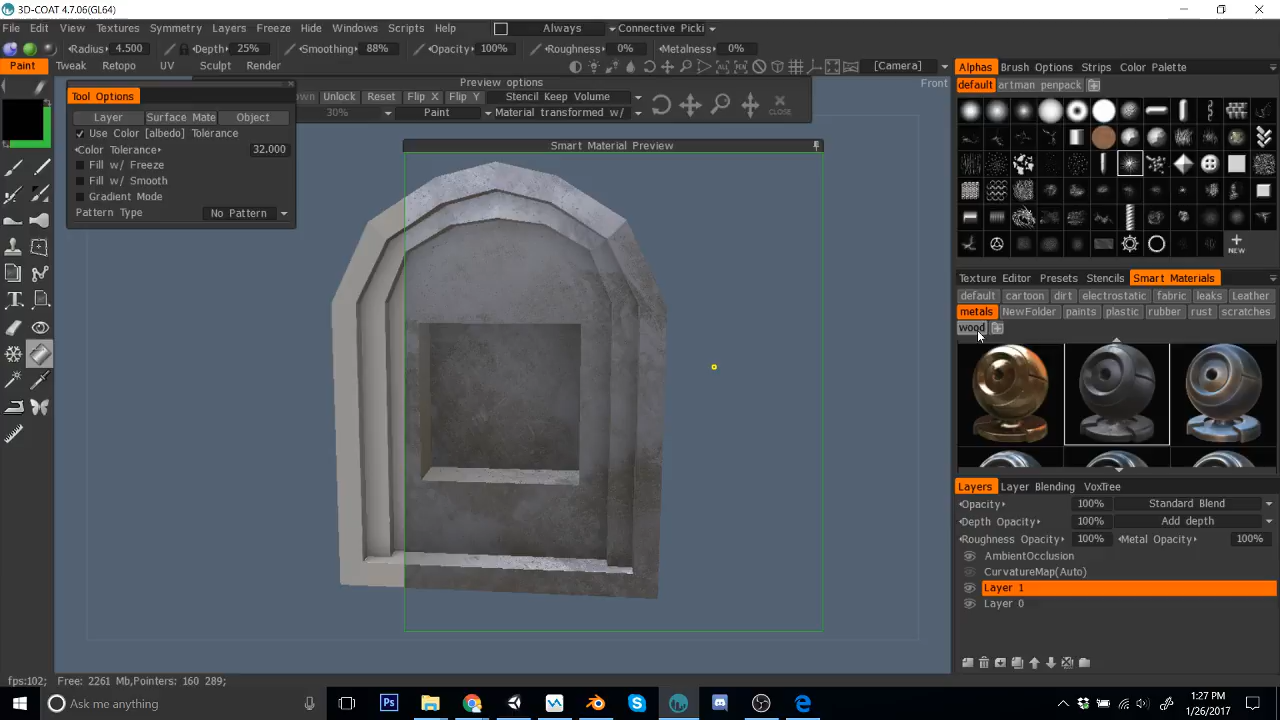 3D-COAT 4.7.06(GL64)
File Edit View Textures Symmetry Layers Freeze Hide Windows Scripts Help Always Connective Picki
Radius 4.500 Depth 25% Smoothing 88% Opacity 100% Roughness 0% Metalness 0%
Paint Tweak Retopo UV Sculpt Render [Camera]
Preview options
Front
Tool Options
Unlock Reset Flip X Flip Y Stencil Keep Volume
30% Paint Material transformed w/ CLOSE
Layer Surface Mate Object
Use Color [albedo] Tolerance
Color Tolerance 32.000
Fill w/ Freeze
Fill w/ Smooth
Gradient Mode
Pattern Type No Pattern
Smart Material Preview
Alphas Brush Options Strips Color Palette
default artman penpack
NEW
Texture Editor Presets Stencils Smart Materials
default cartoon dirt electrostatic fabric leaks Leather
metals NewFolder paints plastic rubber rust scratches
wood
Layers Layer Blending VoxTree
Opacity 100% Standard Blend
Depth Opacity 100% Add depth
Roughness Opacity 100% Metal Opacity 100%
AmbientOcclusion
CurvatureMap(Auto)
Layer 1
Layer 0
fps:102; Free: 2261 Mb,Pointers: 160 289;
Ask me anything
Ps
1:27 PM
1/26/2017